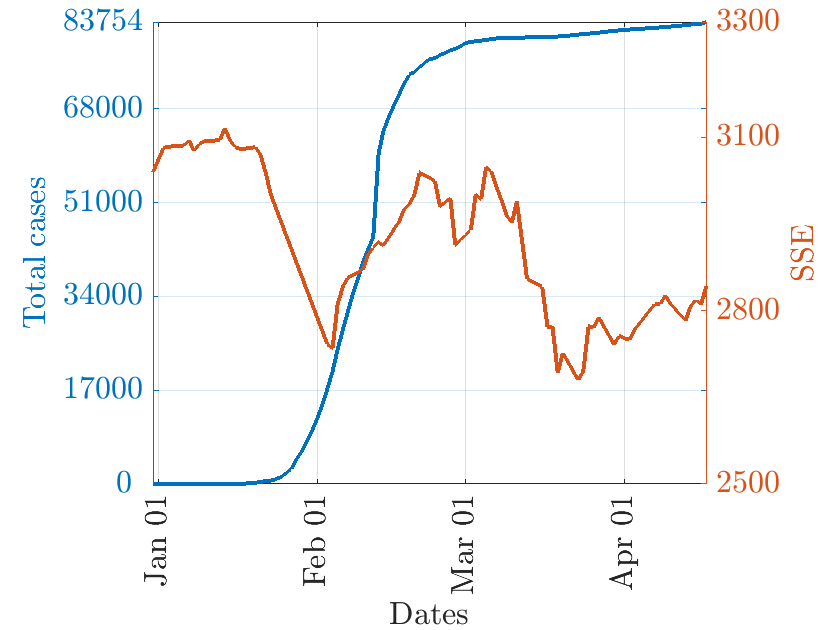 83754
68000
51000
34000
17000
0
Total cases
3300
3100
2800
2500
SSE
Jan 01
Feb 01
Mar 01
Apr 01
Dates